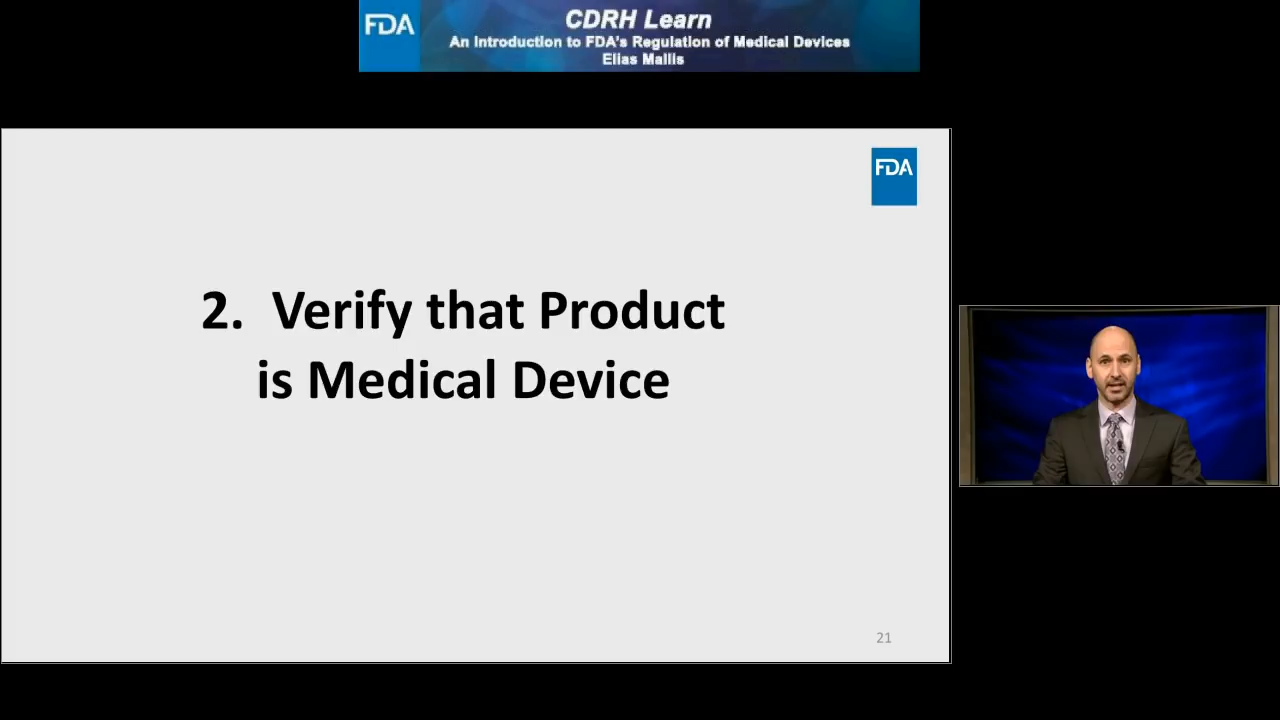 FDA
CDRH Learn
An Introduction to FDA's Regulation of Medical Devices
Elias Mallis
FDA
2. Verify that Product
is Medical Device
21